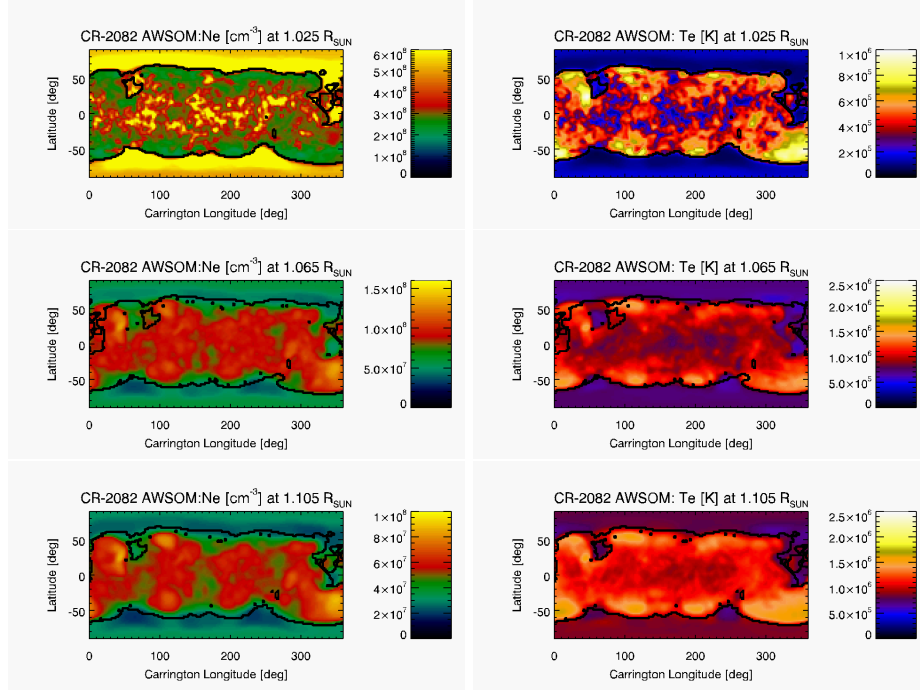 CR-2082 AWSOM:Ne [cm⁻³] at 1.025 R_SUN
CR-2082 AWSOM: Te [K] at 1.025 R_SUN
Latitude [deg]
50
0
-50
0 100 200 300
Carrington Longitude [deg]
6×10⁸
5×10⁸
4×10⁸
3×10⁸
2×10⁸
1×10⁸
0
Latitude [deg]
50
0
-50
0 100 200 300
Carrington Longitude [deg]
1×10⁶
8×10⁵
6×10⁵
4×10⁵
2×10⁵
0
CR-2082 AWSOM:Ne [cm⁻³] at 1.065 R_SUN
CR-2082 AWSOM: Te [K] at 1.065 R_SUN
Latitude [deg]
50
0
-50
0 100 200 300
Carrington Longitude [deg]
1.5×10⁸
1.0×10⁸
5.0×10⁷
0
Latitude [deg]
50
0
-50
0 100 200 300
Carrington Longitude [deg]
2.5×10⁶
2.0×10⁶
1.5×10⁶
1.0×10⁶
5.0×10⁵
0
CR-2082 AWSOM:Ne [cm⁻³] at 1.105 R_SUN
CR-2082 AWSOM: Te [K] at 1.105 R_SUN
Latitude [deg]
50
0
-50
0 100 200 300
Carrington Longitude [deg]
1×10⁸
8×10⁷
6×10⁷
4×10⁷
2×10⁷
0
Latitude [deg]
50
0
-50
0 100 200 300
Carrington Longitude [deg]
2.5×10⁶
2.0×10⁶
1.5×10⁶
1.0×10⁶
5.0×10⁵
0